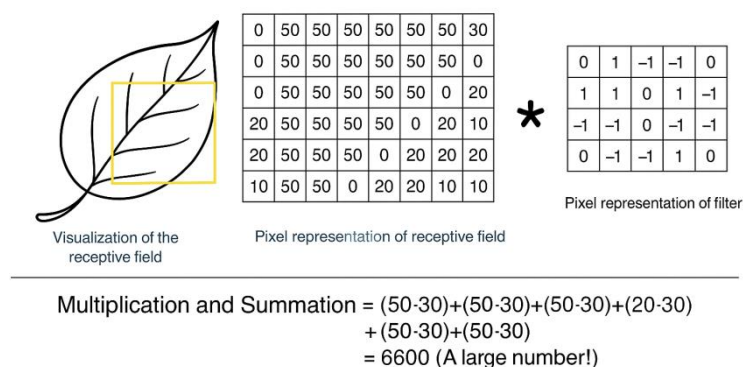 0 50 50 50 50 50 50 30
0 50 50 50 50 50 50 0
0 50 50 50 50 50 0 20
20 50 50 50 50 0 20 10
20 50 50 50 0 20 20 20
10 50 50 0 20 20 10 10
*
0 1 –1 –1 0
1 1 0 1 –1
–1 –1 0 –1 –1
0 –1 –1 1 0
Visualization of the
receptive field
Pixel representation of receptive field
Pixel representation of filter
Multiplication and Summation = (50-30)+(50-30)+(50-30)+(20-30)
+(50-30)+(50-30)
= 6600 (A large number!)